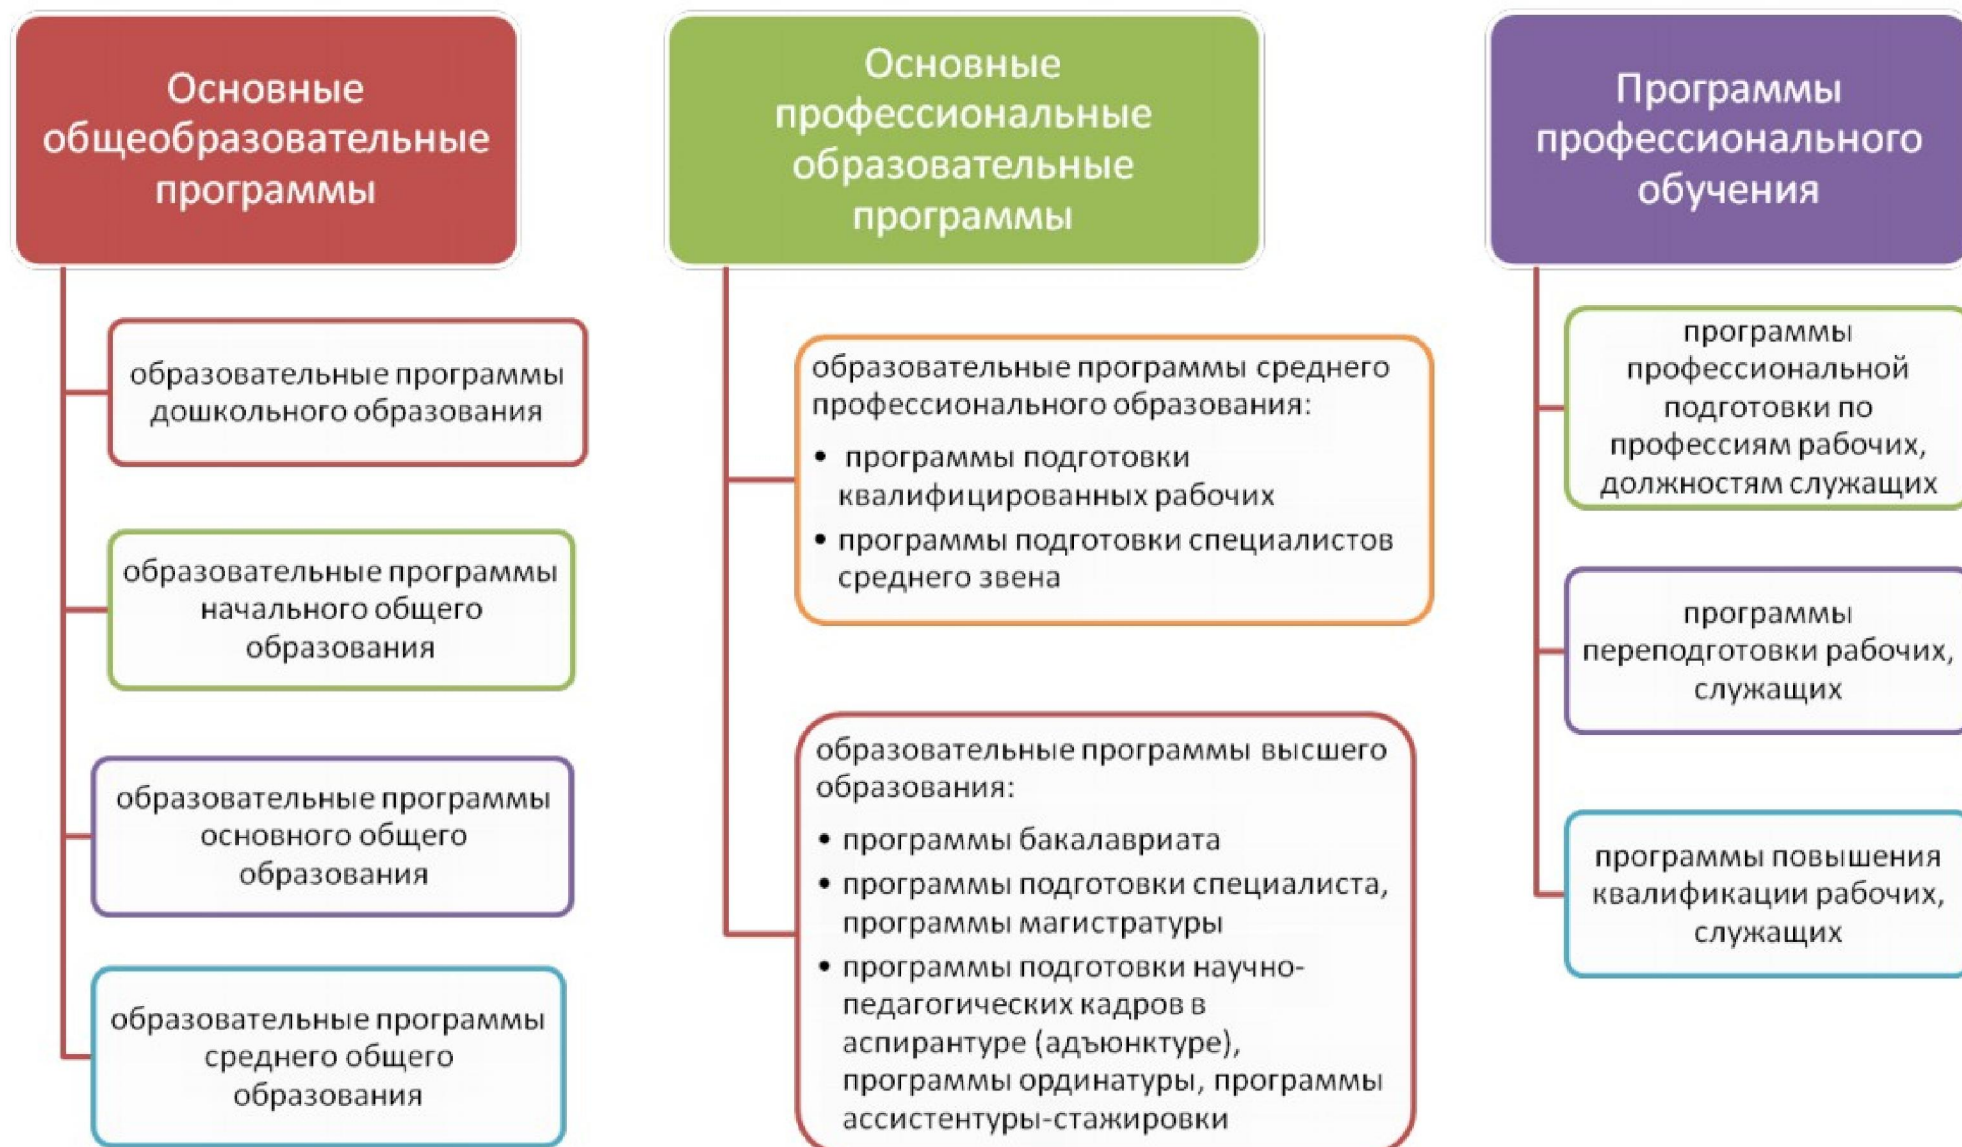 Основные
общеобразовательные
программы
образовательные программы
дошкольного образования
образовательные программы
начального общего
образования
образовательные программы
основного общего
образования
образовательные программы
среднего общего
образования
Основные
профессиональные
образовательные
программы
образовательные программы среднего
профессионального образования:
• программы подготовки
квалифицированных рабочих
• программы подготовки специалистов
среднего звена
образовательные программы высшего
образования:
• программы бакалавриата
• программы подготовки специалиста,
программы магистратуры
• программы подготовки научно-
педагогических кадров в
аспирантуре (адъюнктуре),
программы ординатуры, программы
ассистентуры-стажировки
Программы
профессионального
обучения
программы
профессиональной
подготовки по
профессиям рабочих,
должностям служащих
программы
переподготовки рабочих,
служащих
программы повышения
квалификации рабочих,
служащих